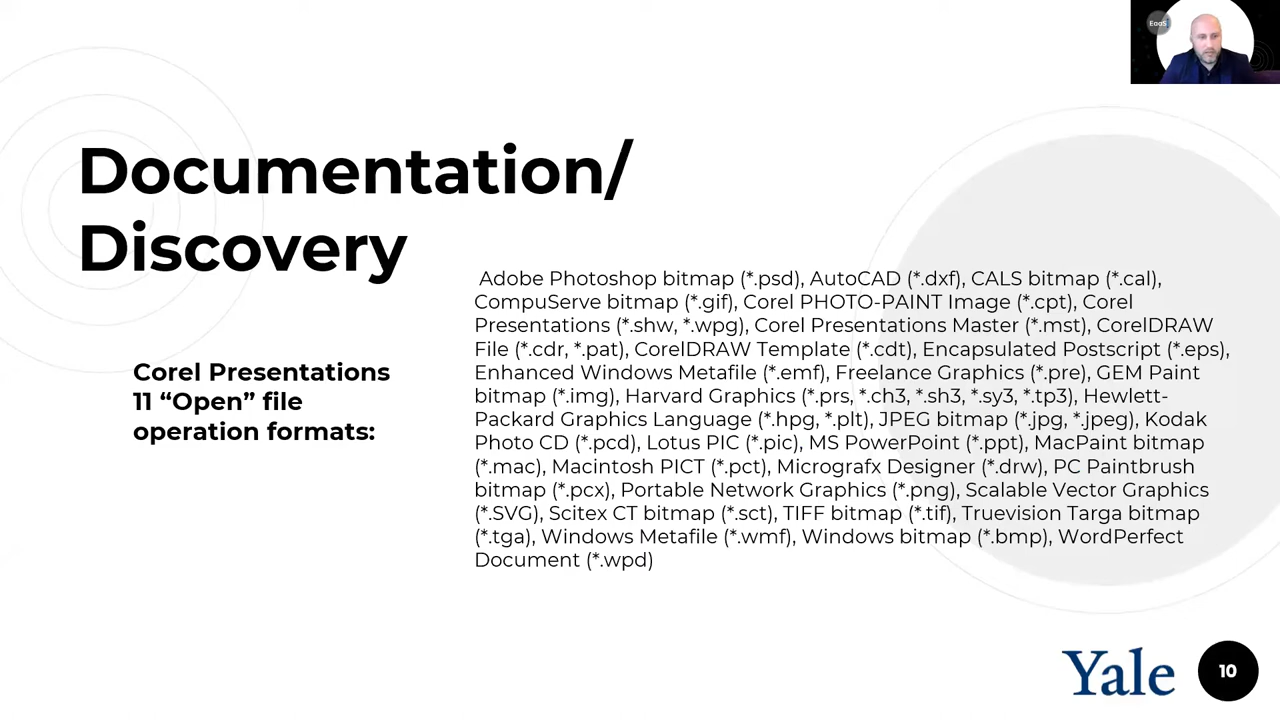 EaaS
Documentation/
Discovery
Corel Presentations
11 “Open” file
operation formats:
Adobe Photoshop bitmap (*.psd), AutoCAD (*.dxf), CALS bitmap (*.cal),
CompuServe bitmap (*.gif), Corel PHOTO-PAINT Image (*.cpt), Corel
Presentations (*.shw, *.wpg), Corel Presentations Master (*.mst), CorelDRAW
File (*.cdr, *.pat), CorelDRAW Template (*.cdt), Encapsulated Postscript (*.eps),
Enhanced Windows Metafile (*.emf), Freelance Graphics (*.pre), GEM Paint
bitmap (*.img), Harvard Graphics (*.prs, *.ch3, *.sh3, *.sy3, *.tp3), Hewlett-
Packard Graphics Language (*.hpg, *.plt), JPEG bitmap (*.jpg, *.jpeg), Kodak
Photo CD (*.pcd), Lotus PIC (*.pic), MS PowerPoint (*.ppt), MacPaint bitmap
(*.mac), Macintosh PICT (*.pct), Micrografx Designer (*.drw), PC Paintbrush
bitmap (*.pcx), Portable Network Graphics (*.png), Scalable Vector Graphics
(*.SVG), Scitex CT bitmap (*.sct), TIFF bitmap (*.tif), Truevision Targa bitmap
(*.tga), Windows Metafile (*.wmf), Windows bitmap (*.bmp), WordPerfect
Document (*.wpd)
Yale
10